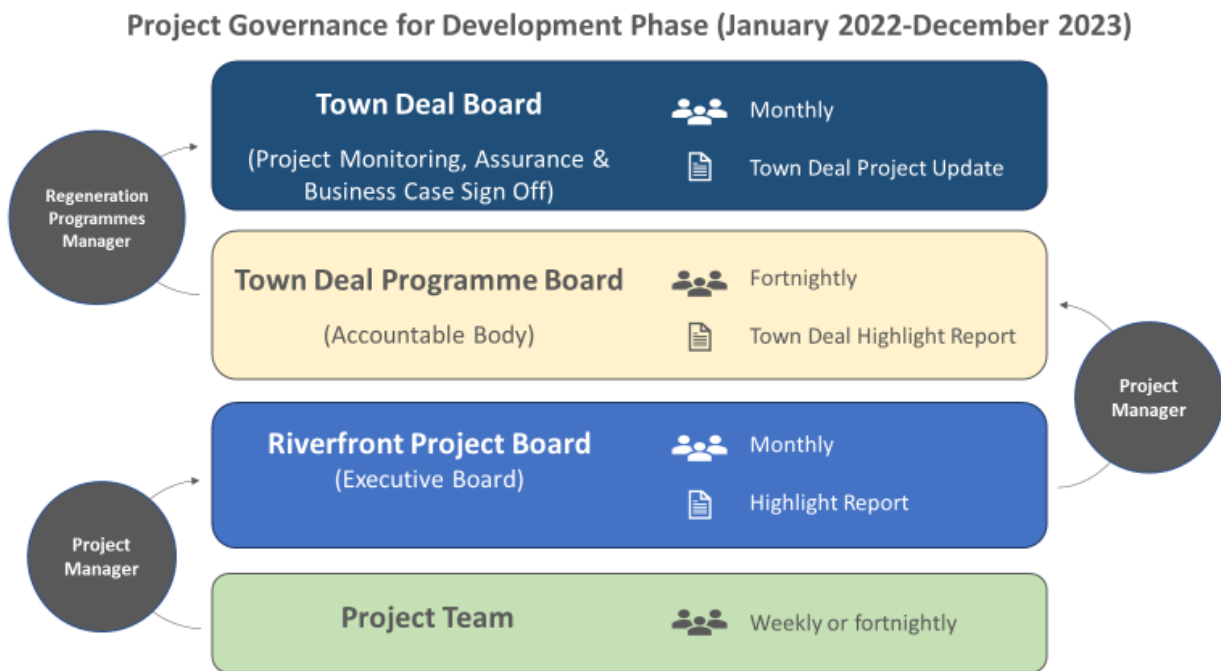 Project Governance for Development Phase (January 2022-December 2023)
Town Deal Board
(Project Monitoring, Assurance &
Business Case Sign Off)
Monthly
Town Deal Project Update
Regeneration
Programmes
Manager
Town Deal Programme Board
(Accountable Body)
Fortnightly
Town Deal Highlight Report
Project
Manager
Riverfront Project Board
(Executive Board)
Monthly
Highlight Report
Project
Manager
Project Team
Weekly or fortnightly